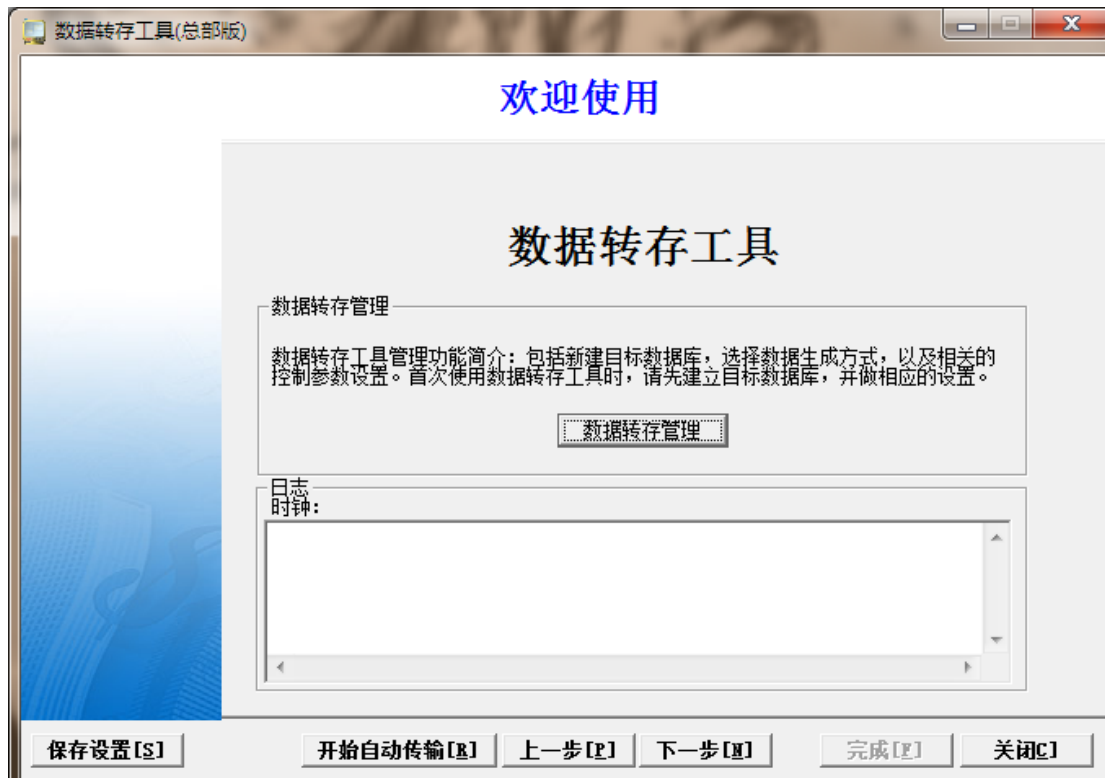 数据转存工具(总部版)
欢迎使用
数据转存工具
数据转存管理
数据转存工具管理功能简介：包括新建目标数据库，选择数据生成方式，以及相关的
控制参数设置。首次使用数据转存工具时，请先建立目标数据库，并做相应的设置。
数据转存管理
日志
时钟：
保存设置[S] 开始自动传输[R] 上一步[P] 下一步[N] 完成[F] 关闭C]